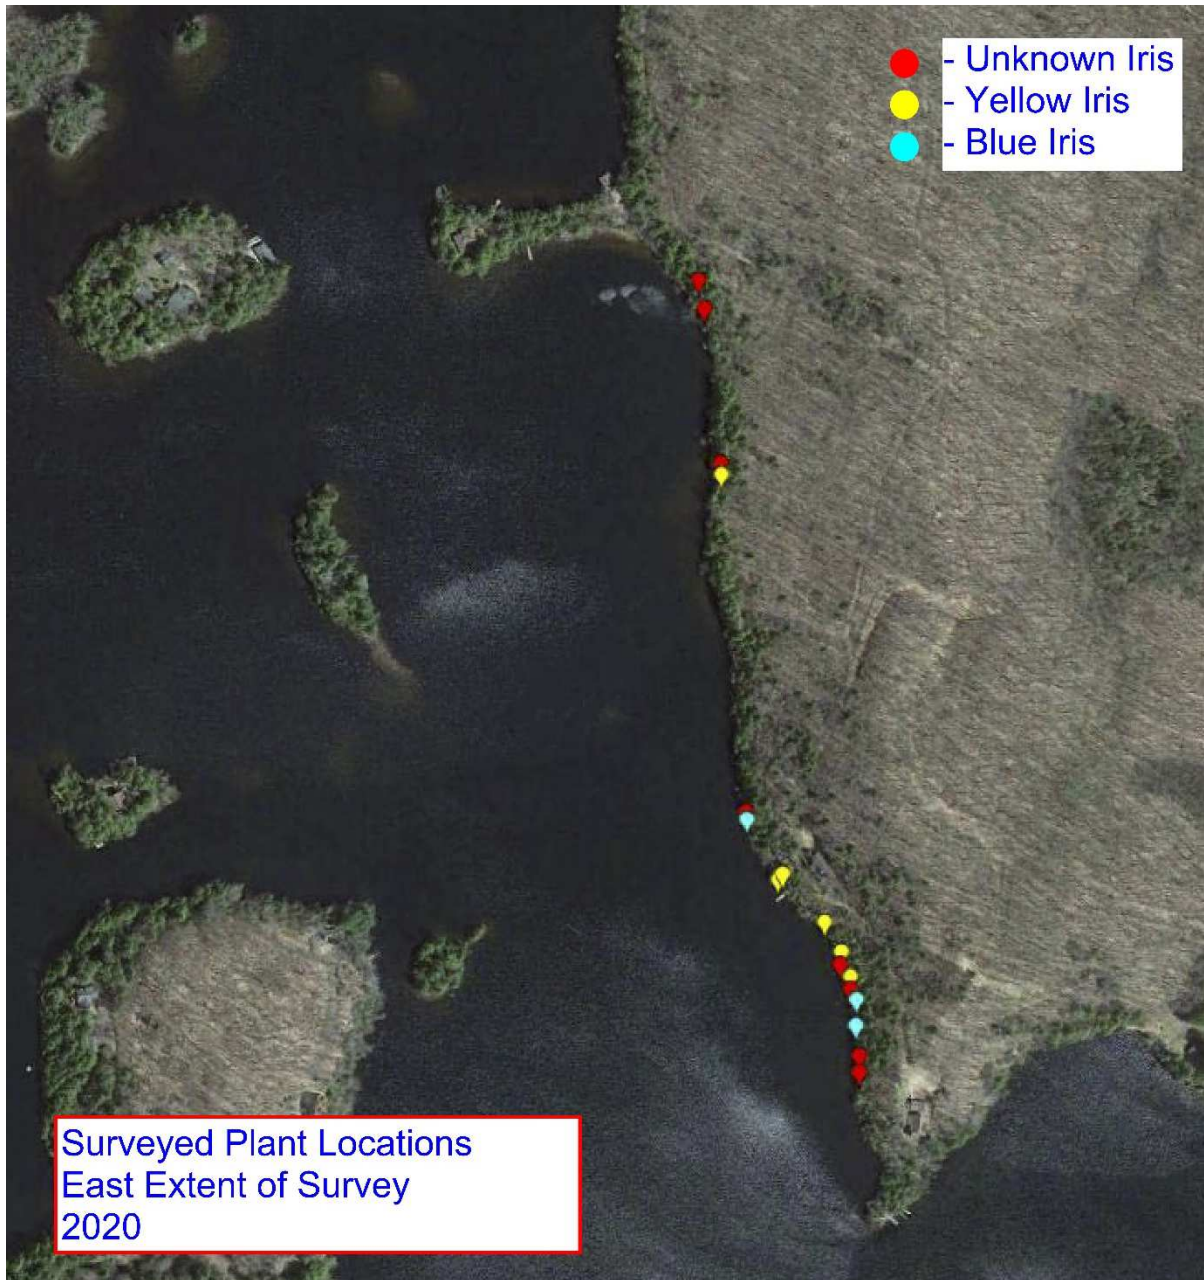 - Unknown Iris
- Yellow Iris
- Blue Iris
Surveyed Plant Locations
East Extent of Survey
2020